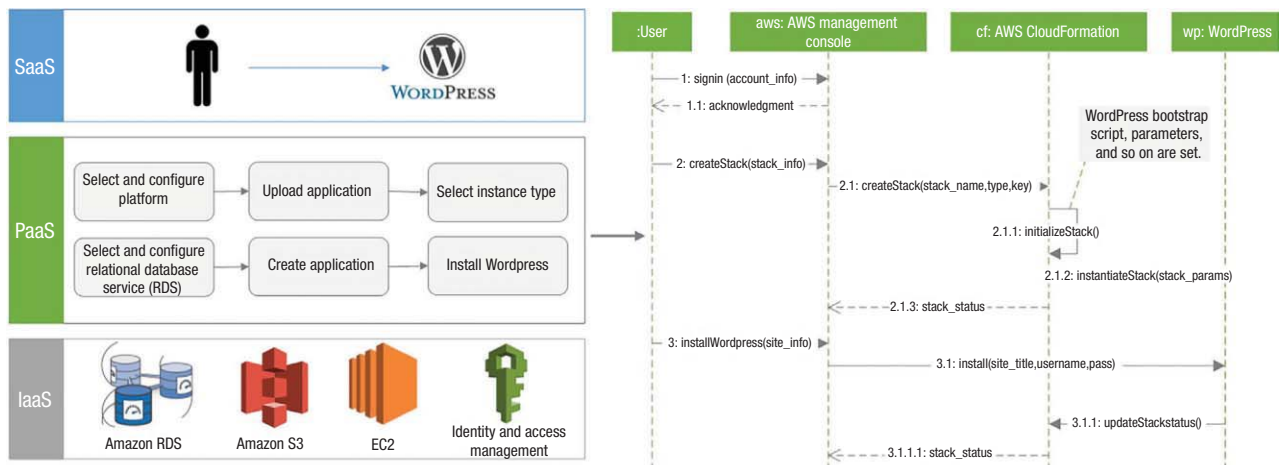 SaaS
WORDPRESS
PaaS
Select and configure
platform
Upload application
Select instance type
Select and configure
relational database
service (RDS)
Create application
Install Wordpress
IaaS
Amazon RDS
Amazon S3
EC2
Identity and access
management
:User
aws: AWS management
console
cf: AWS CloudFormation
wp: WordPress
1: signin (account_info)
1.1: acknowledgment
WordPress bootstrap
script, parameters,
and so on are set.
2: createStack(stack_info)
2.1: createStack(stack_name,type,key)
2.1.1: initializeStack()
2.1.2: instantiateStack(stack_params)
2.1.3: stack_status
3: installWordpress(site_info)
3.1: install(site_title,username,pass)
3.1.1: updateStackstatus()
3.1.1.1: stack_status